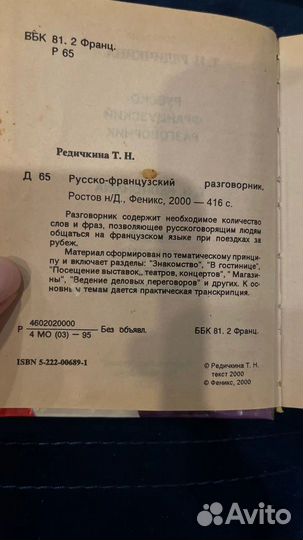 ББК 81. 2 Франц.
Р 65
Редичкина Т. Н.
Д 65 Русско-французский разговорник.
Ростов н/Д., Феникс, 2000 — 416 с.
Разговорник содержит необходимое количество
слов и фраз, позволяющее русскоговорящим людям
общаться на французском языке при поездках за
рубеж.
Материал сформирован по тематическому принци-
пу и включает разделы: "Знакомство", "В гостинице",
"Посещение выставок,, театров, концертов", " Мага-
зины", "Ведение деловых переговоров" и других. К ос-
новным темам дается практическая транскрипция.
Р 4602020000 Без объявл. ББК 81. 2 Франц.
4 МО (03) — 95
ISBN 5-222-00689-1
© Редичкина Т. Н.
текст 2000
© Феникс, 2000
Avito